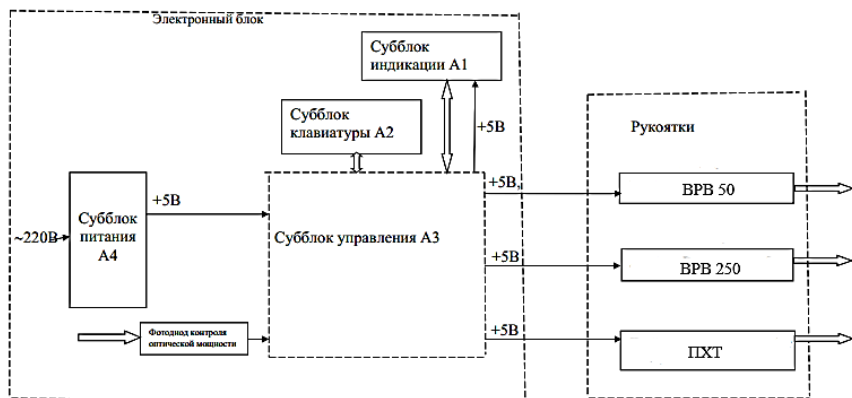 Электронный блок
Субблок
индикации А1
Субблок
клавиатуры А2
+5В
Рукоятки
~220В
Субблок
питания
А4
+5В
Субблок управления А3
+5В
ВРВ 50
+5В
ВРВ 250
Фотодиод контроля
оптической мощности
+5В
ПХТ